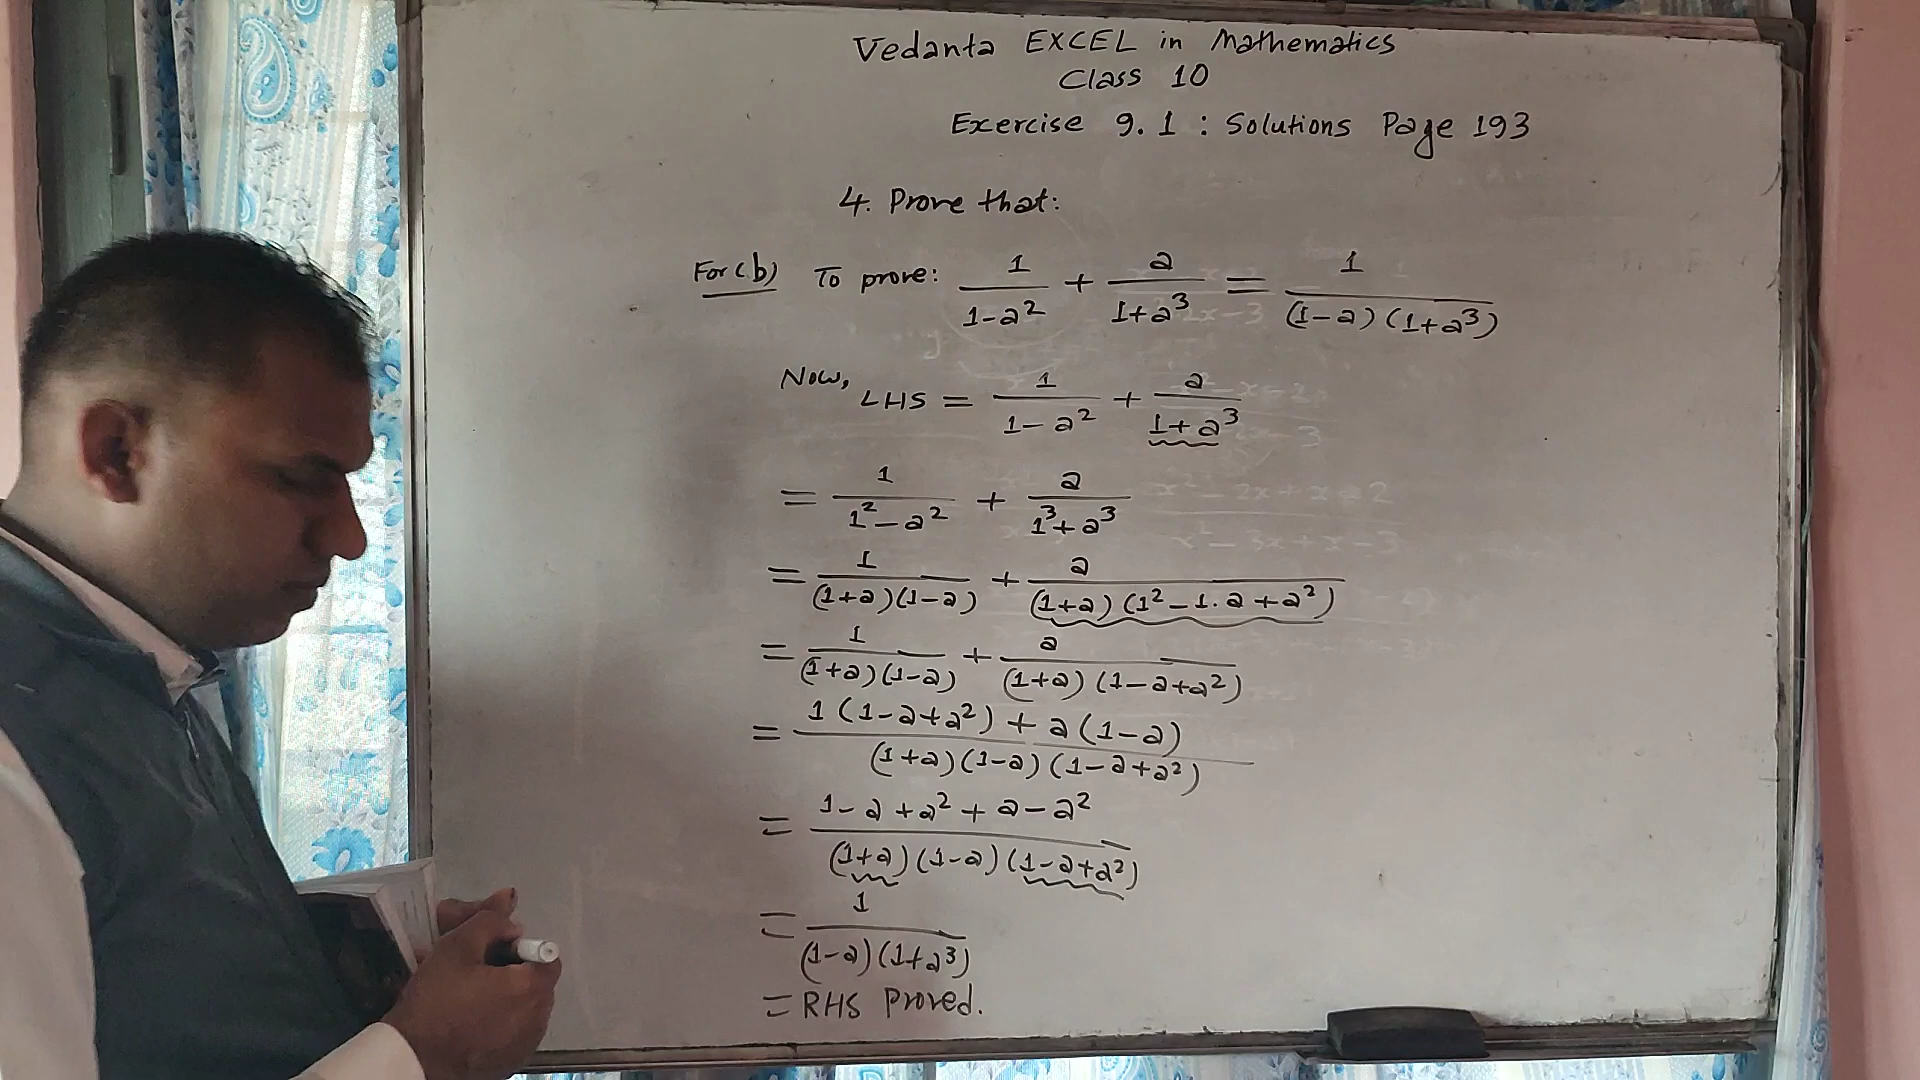 Vedanta EXCEL in Mathematics
Class 10
Exercise 9.1 : Solutions Page 193
4. Prove that:
For (b) To prove: 1/(1-a²) + a/(1+a³) = 1/((1-a)(1+a³))
Now, LHS = 1/(1-a²) + a/(1+a³)
= 1/(1²-a²) + a/(1³+a³)
= 1/((1+a)(1-a)) + a/((1+a)(1²-1.a+a²))
= 1/((1+a)(1-a)) + a/((1+a)(1-a+a²))
= (1(1-a+a²)+a(1-a))/((1+a)(1-a)(1-a+a²))
= (1-a+a²+a-a²)/((1+a)(1-a)(1-a+a²))
= 1/((1-a)(1+a³))
= RHS Proved.